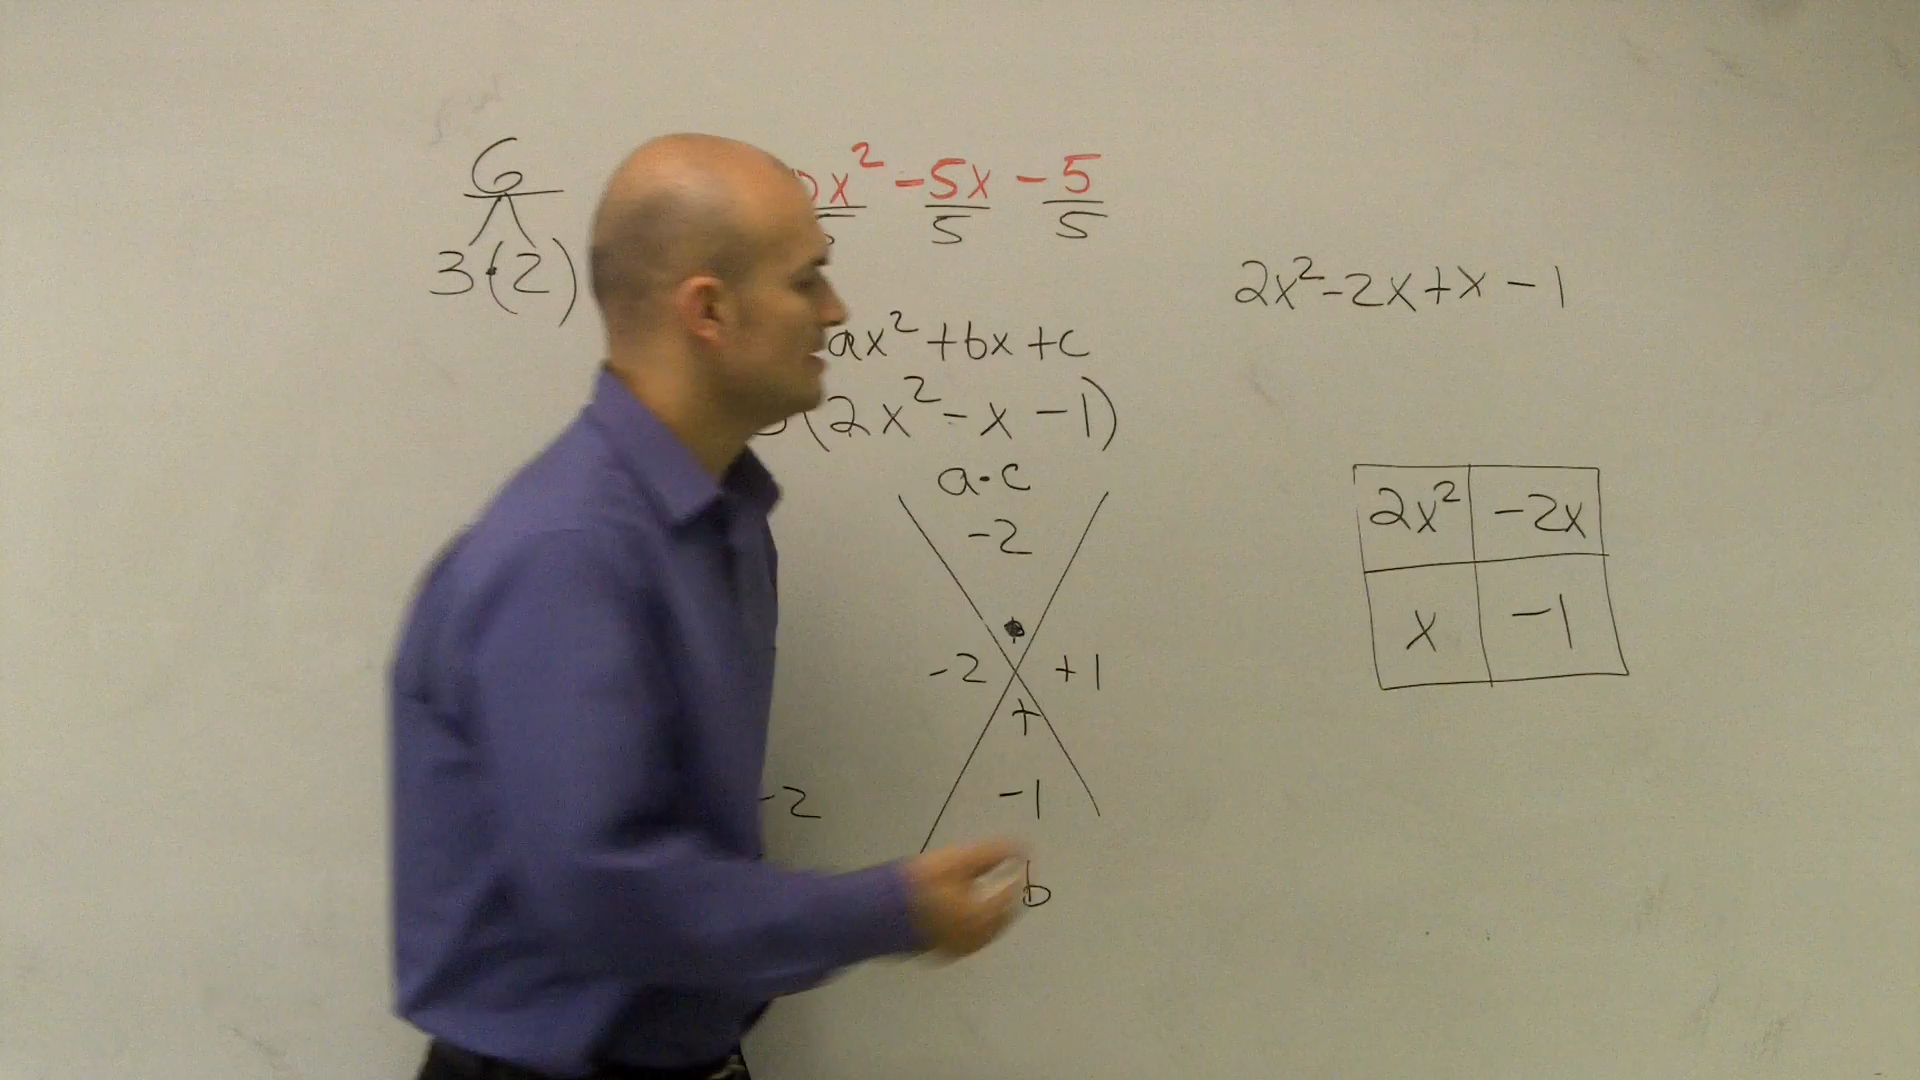 6
3·(2)
x² - 5x - 5
5 5
2x² - 2x + x - 1
ax² + bx + c
(2x² - x - 1)
a·c
-2
2x² -2x
·
-2 +1
x -1
+
-2
-1
b